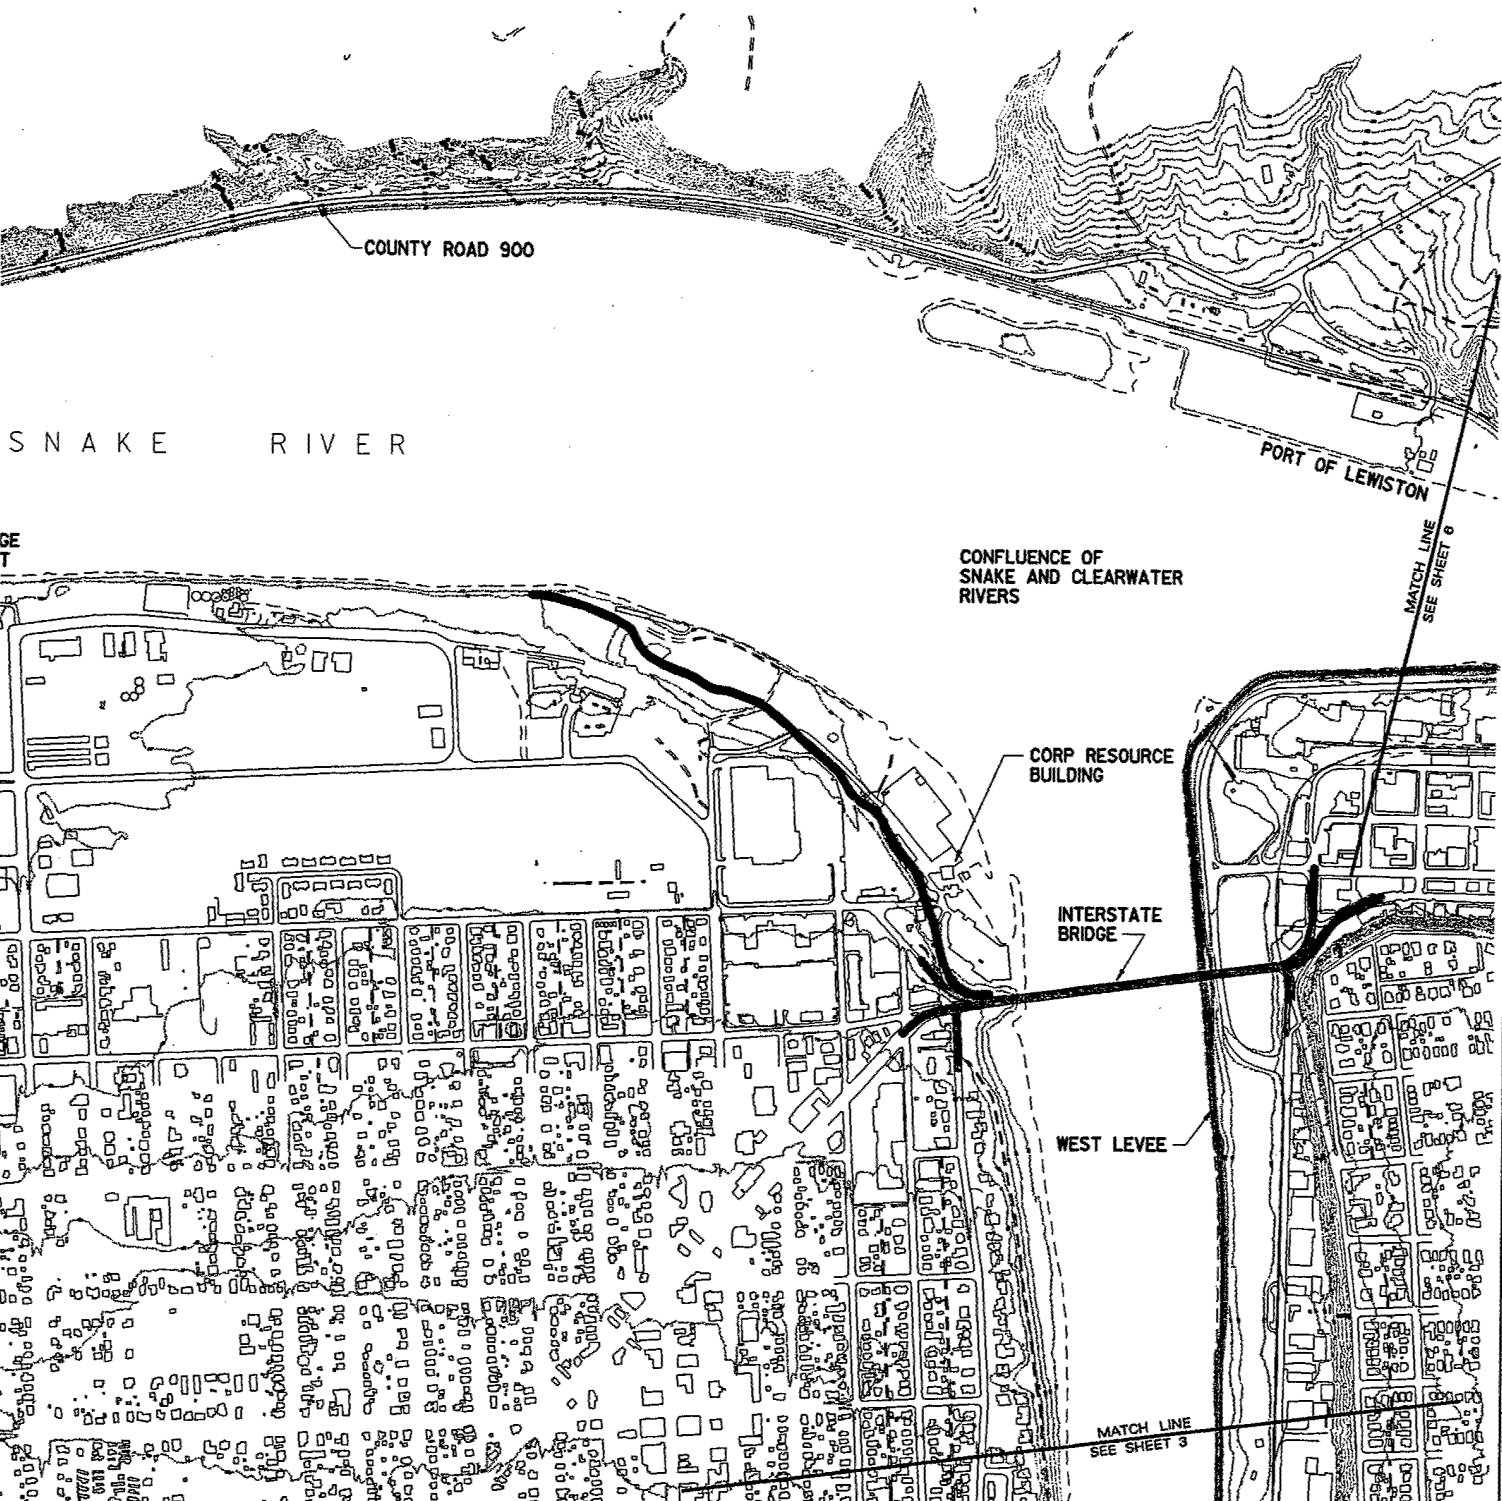 COUNTY ROAD 900
SNAKE RIVER
PORT OF LEWISTON
GE
T
MATCH LINE
SEE SHEET 6
CONFLUENCE OF
SNAKE AND CLEARWATER
RIVERS
CORP RESOURCE
BUILDING
INTERSTATE
BRIDGE
WEST LEVEE
MATCH LINE
SEE SHEET 3